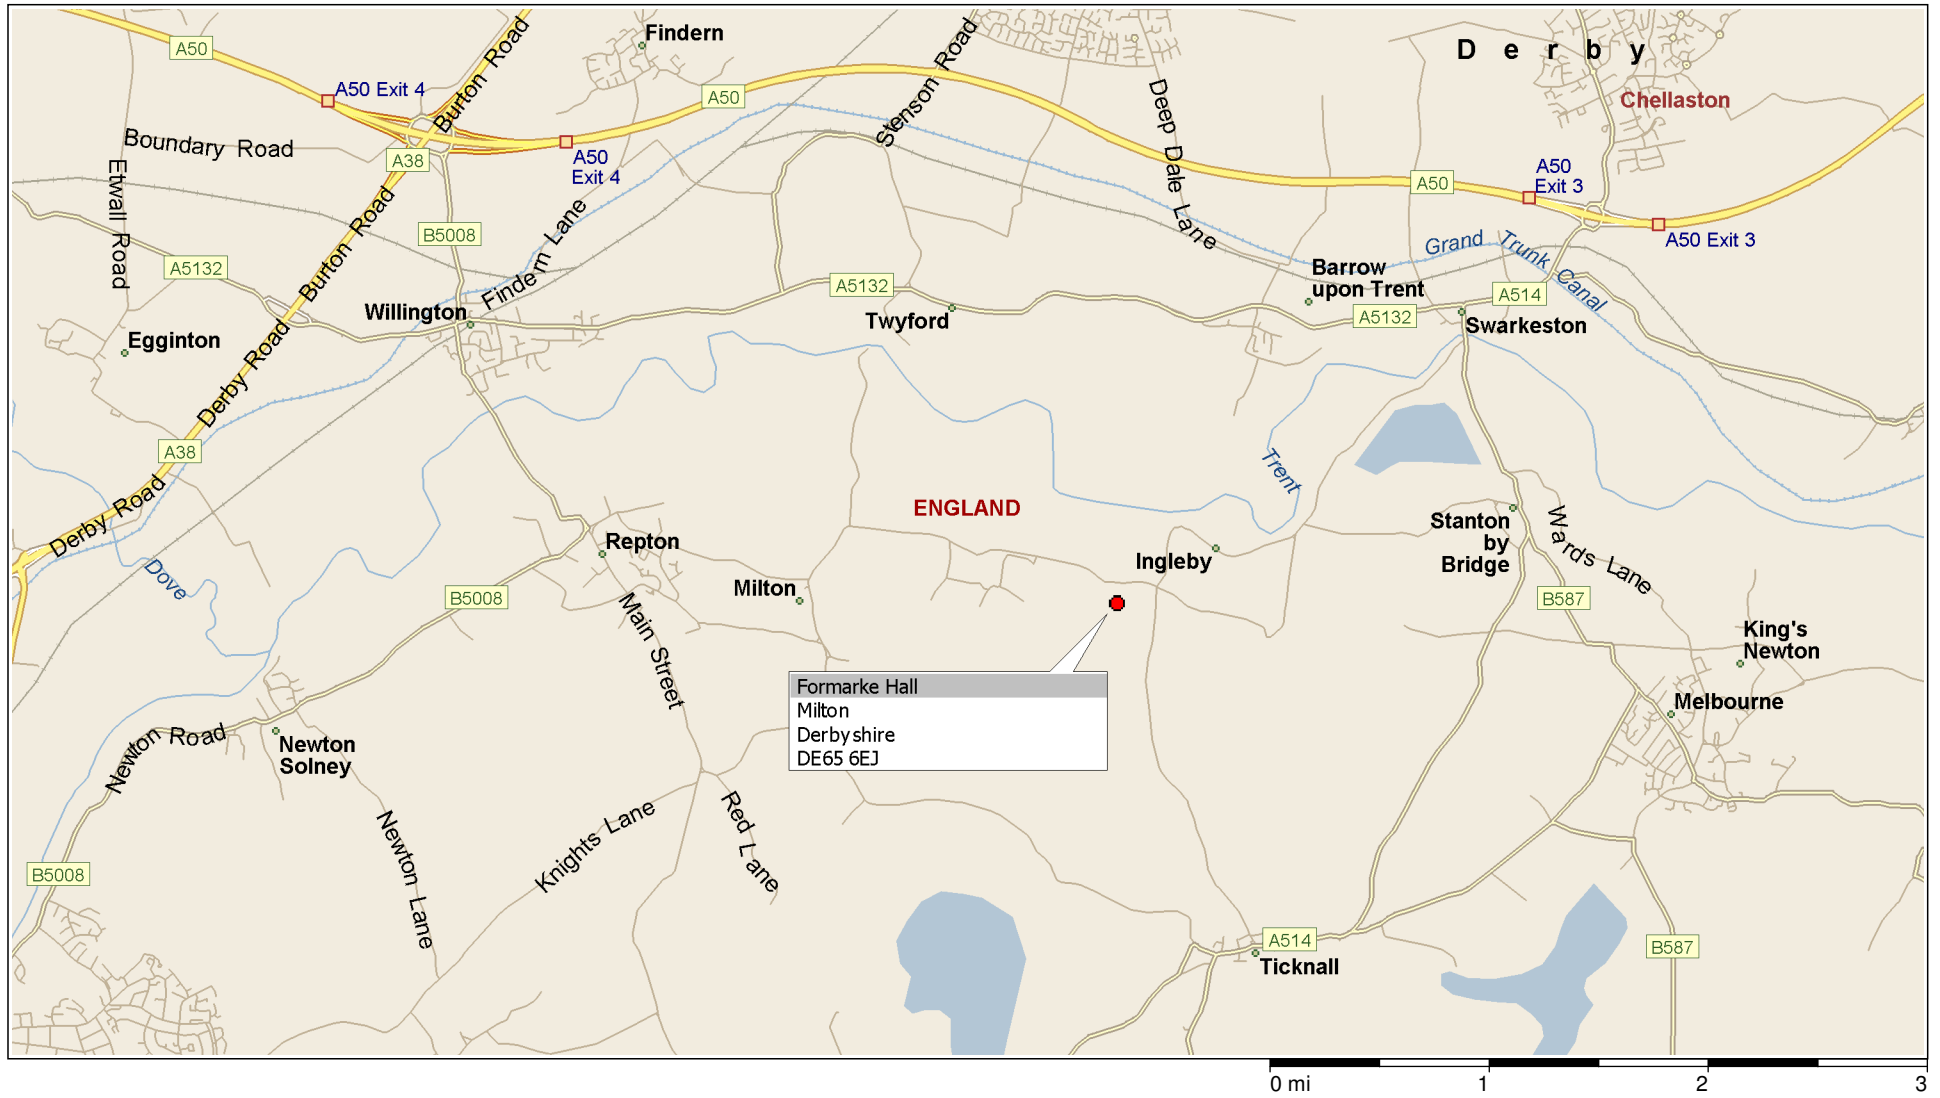 Findern
Derby
A50
A50 Exit 4
Burton Road
Stenson Road
A50
Chellaston
Deep Dale Lane
Boundary Road
A38
A50
Exit 4
A50
Exit 3
A50
Etwall Road
Burton Road
B5008
Findern Lane
Grand Trunk Canal
A50 Exit 3
A5132
Barrow
upon Trent
A5132
A514
Willington
Twyford
A5132
Swarkeston
Egginton
Derby Road
A38
Trent
Derby Road
ENGLAND
Stanton
by
Bridge
Wards Lane
Repton
Ingleby
Dove
Milton
B5008
B587
Main Street
King's
Newton
Formarke Hall
Milton
Derbyshire
DE65 6EJ
Melbourne
Newton Road
Newton
Solney
Red Lane
Knights Lane
Newton Lane
B5008
A514
Ticknall
B587
0 mi 1 2 3